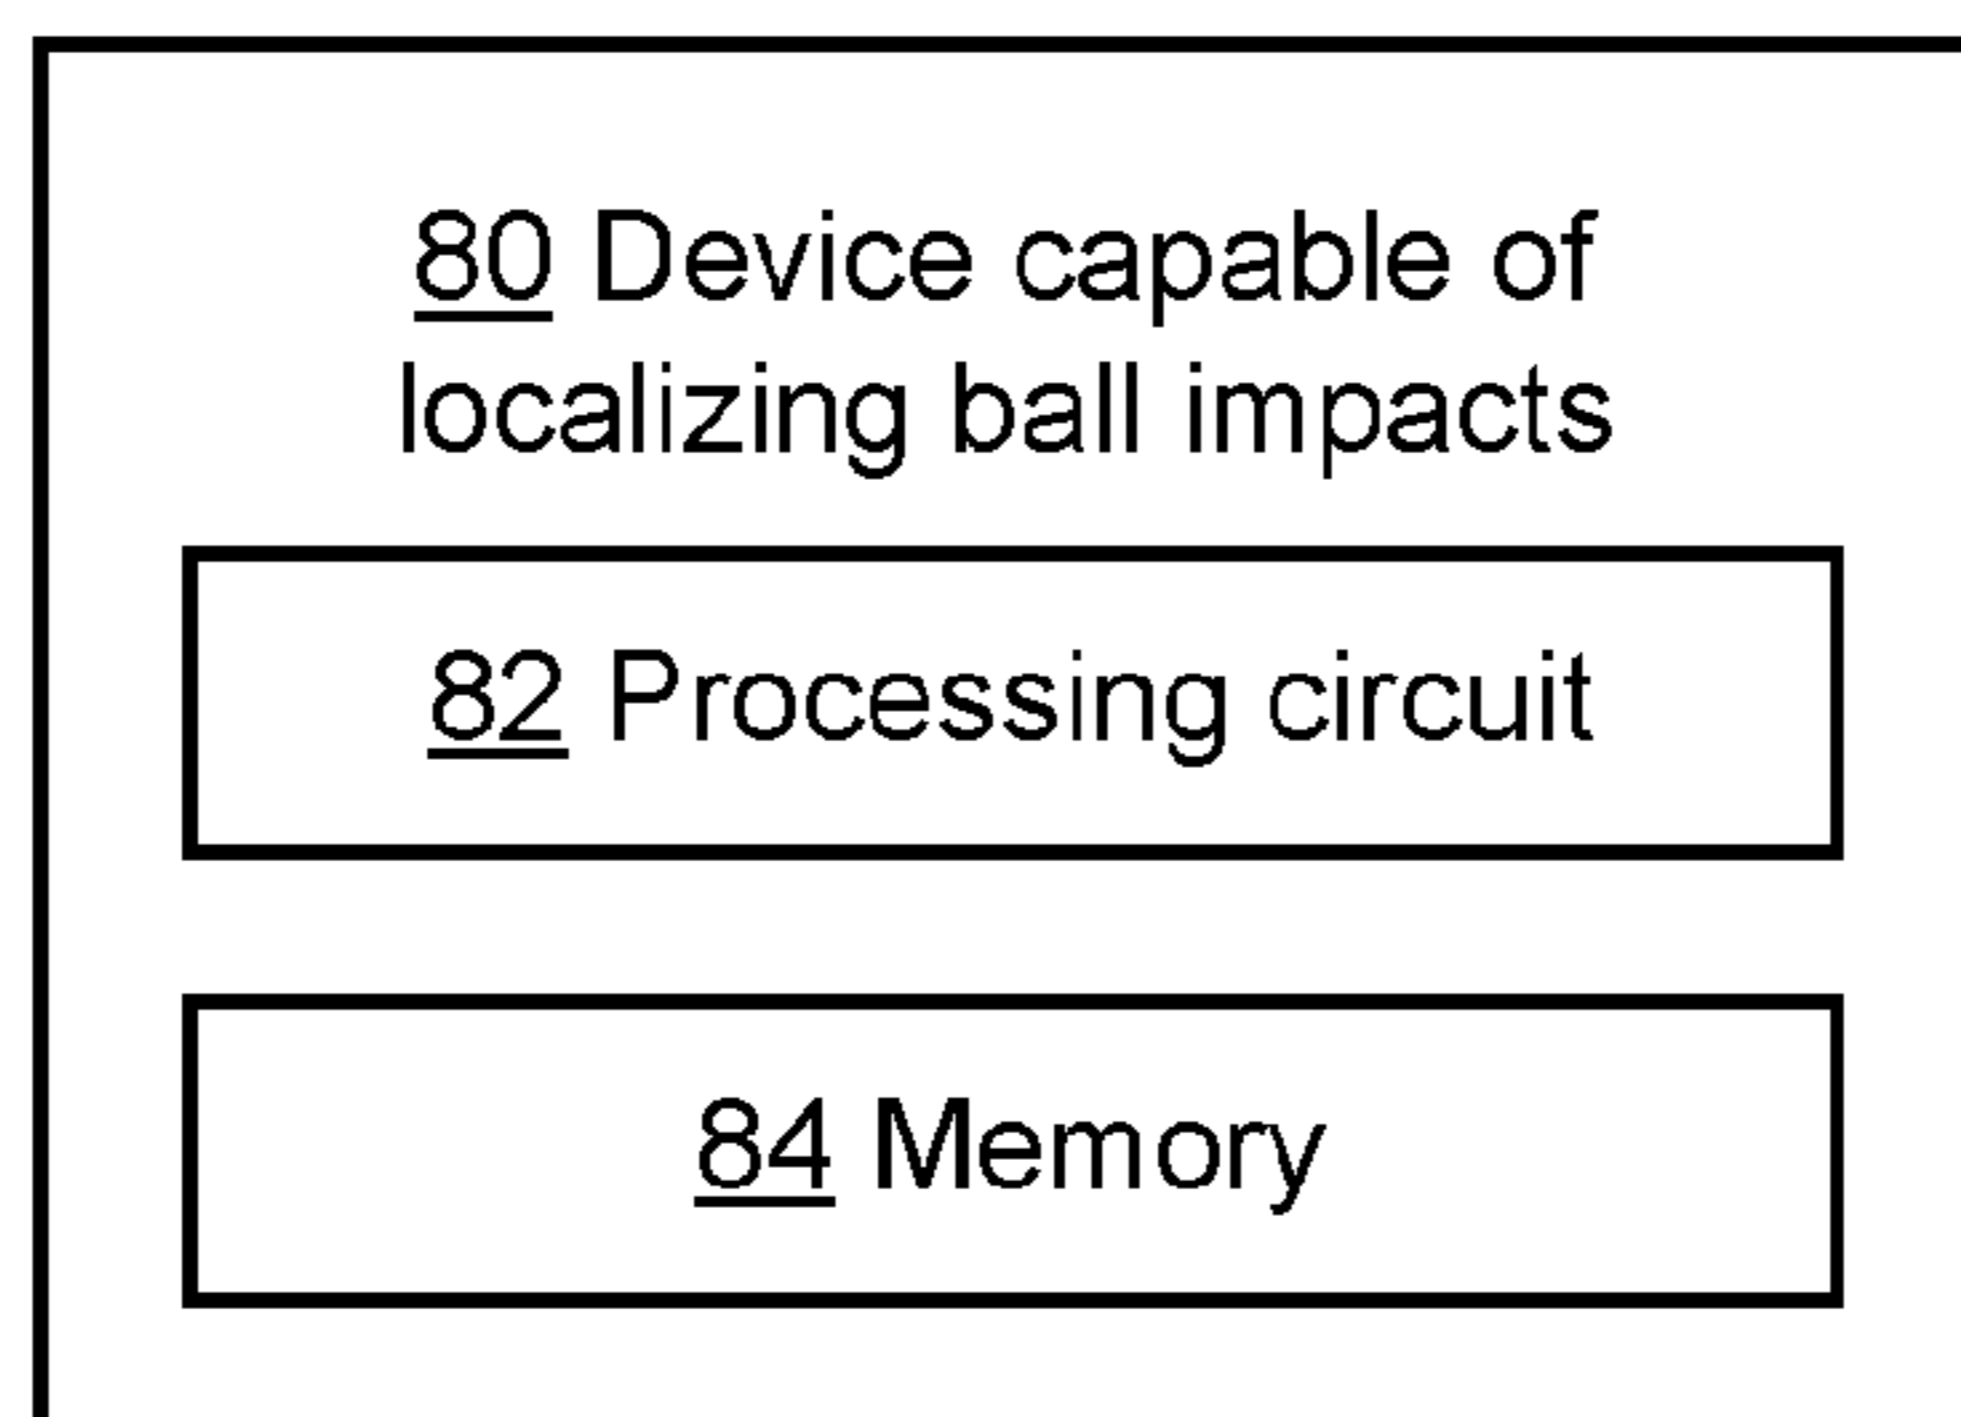 80 Device capable of
localizing ball impacts
82 Processing circuit
84 Memory